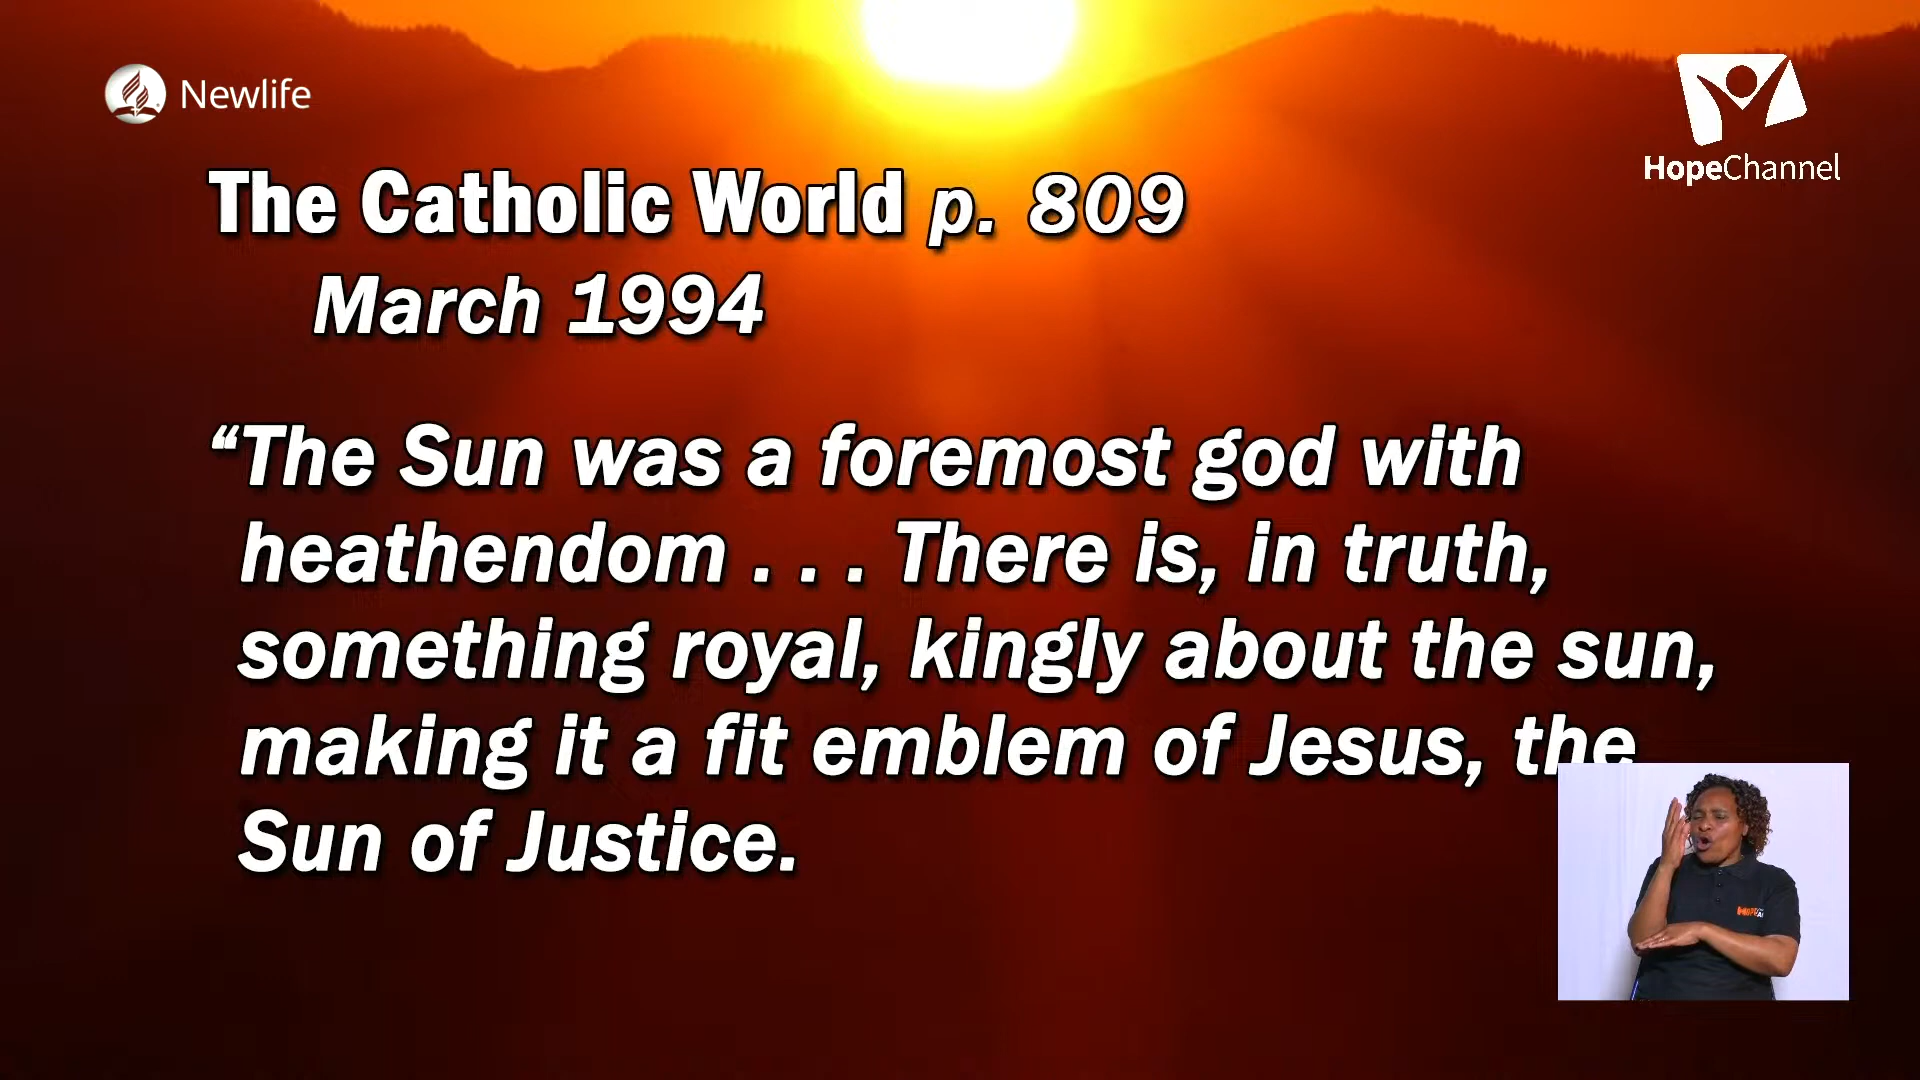 Newlife
HopeChannel
The Catholic World p. 809
March 1994
“The Sun was a foremost god with
heathendom . . . There is, in truth,
something royal, kingly about the sun,
making it a fit emblem of Jesus, the
Sun of Justice.